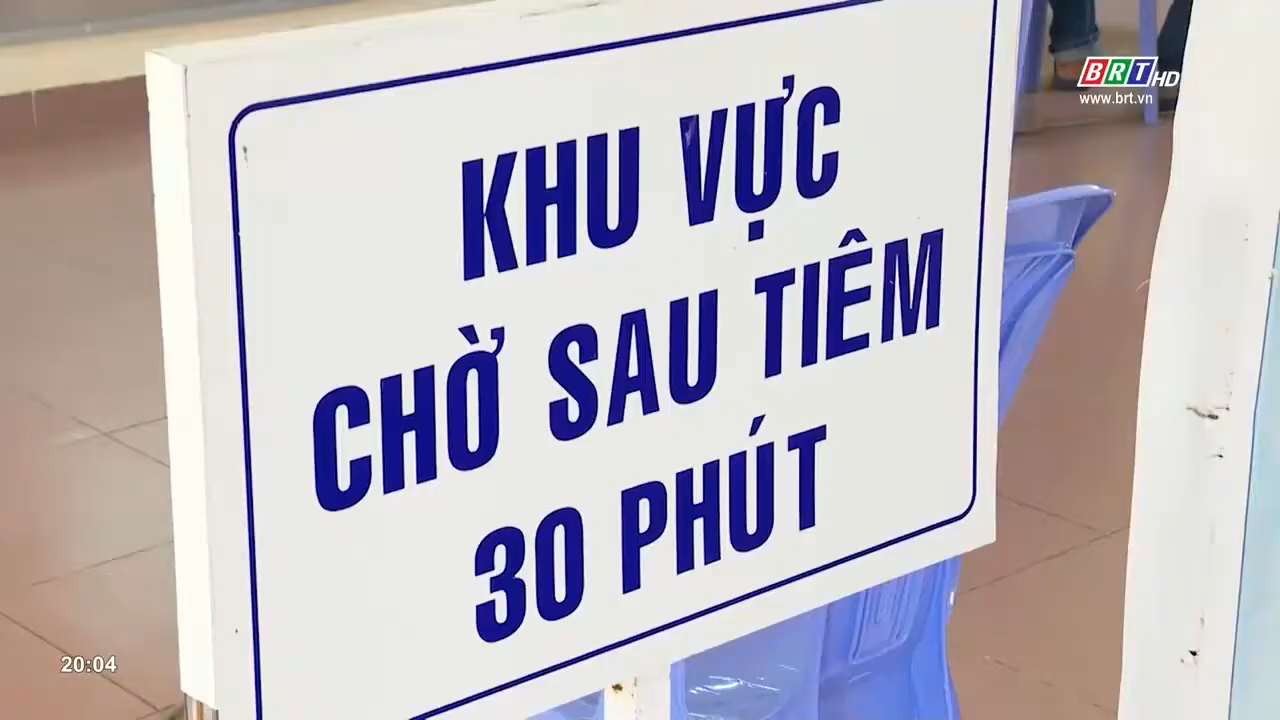 BRT HD
www.brt.vn
KHU VỰC
CHỜ SAU TIÊM
30 PHÚT
20:04